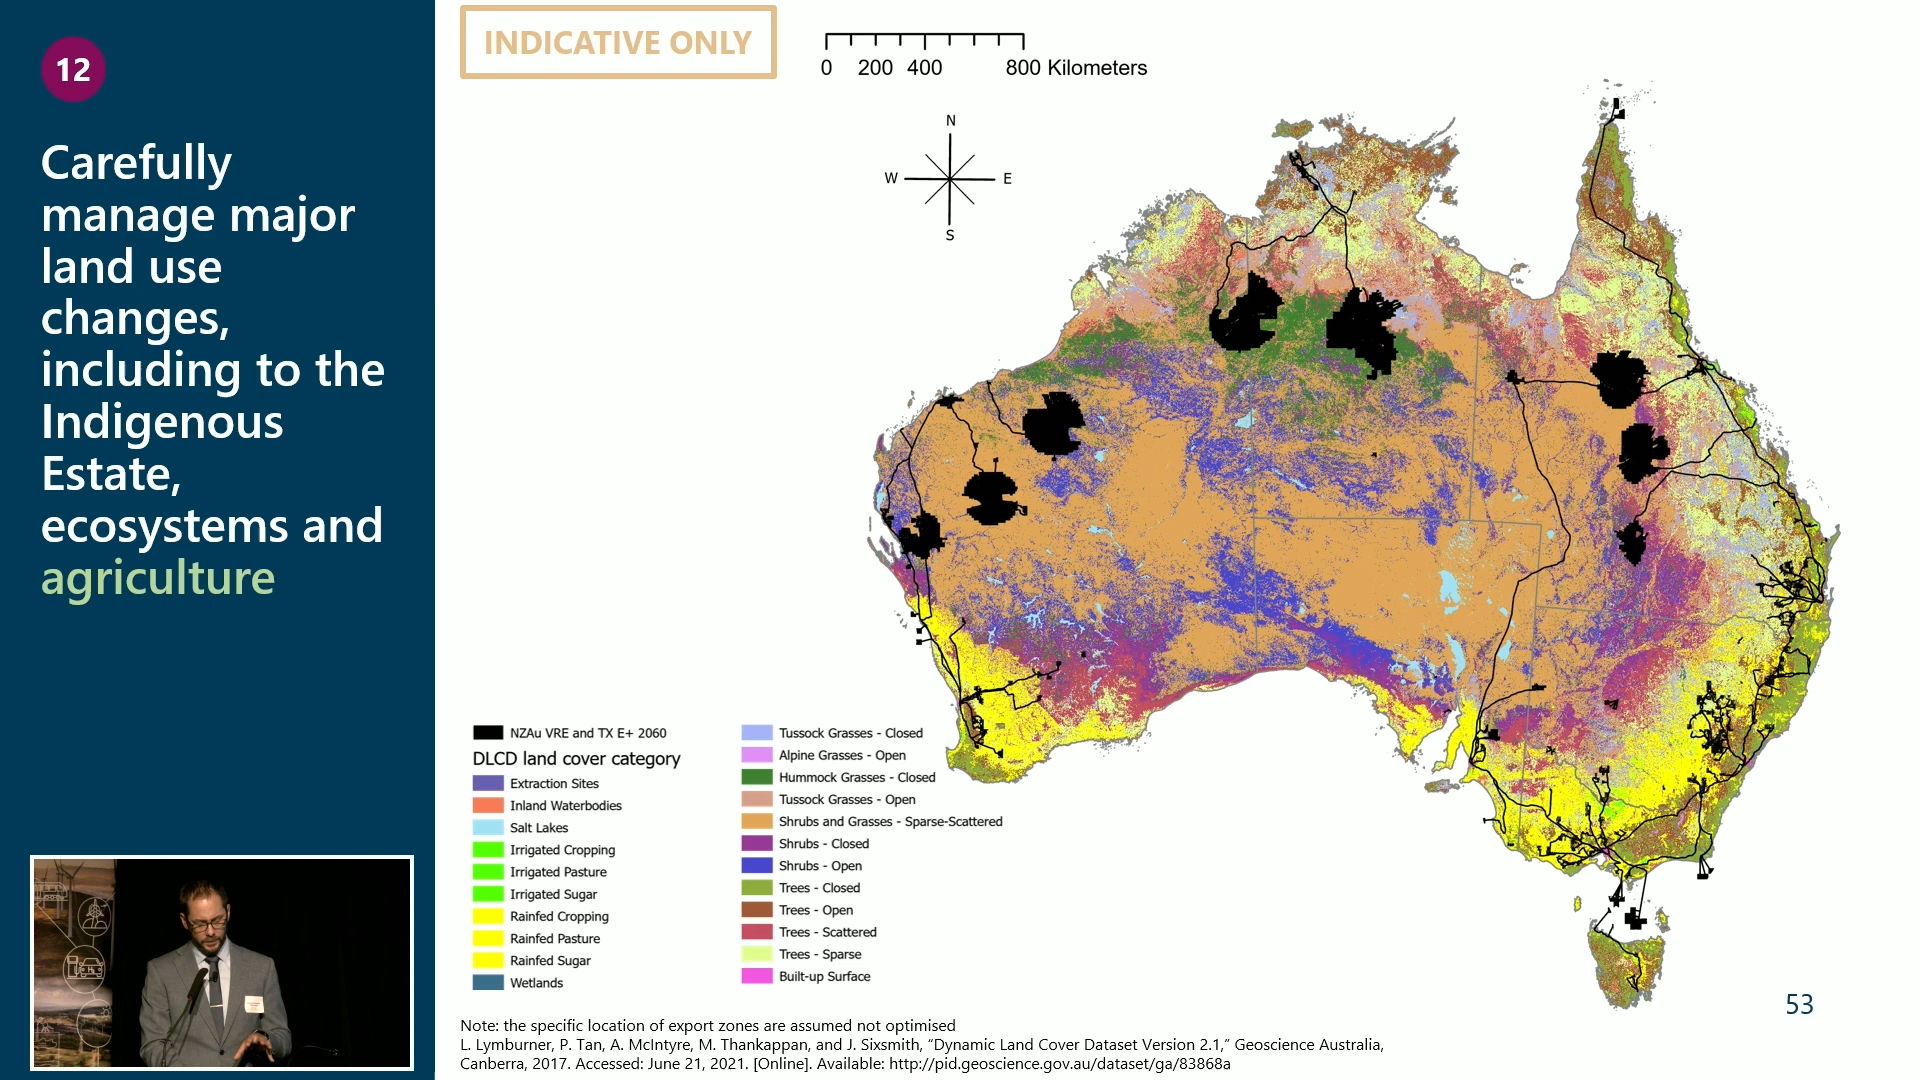 12
Carefully
manage major
land use
changes,
including to the
Indigenous
Estate,
ecosystems and
agriculture
INDICATIVE ONLY
0 200 400 800 Kilometers
N
W E
S
NZAu VRE and TX E+ 2060
DLCD land cover category
Extraction Sites
Inland Waterbodies
Salt Lakes
Irrigated Cropping
Irrigated Pasture
Irrigated Sugar
Rainfed Cropping
Rainfed Pasture
Rainfed Sugar
Wetlands
Tussock Grasses - Closed
Alpine Grasses - Open
Hummock Grasses - Closed
Tussock Grasses - Open
Shrubs and Grasses - Sparse-Scattered
Shrubs - Closed
Shrubs - Open
Trees - Closed
Trees - Open
Trees - Scattered
Trees - Sparse
Built-up Surface
53
Note: the specific location of export zones are assumed not optimised
L. Lymburner, P. Tan, A. McIntyre, M. Thankappan, and J. Sixsmith, “Dynamic Land Cover Dataset Version 2.1,” Geoscience Australia,
Canberra, 2017. Accessed: June 21, 2021. [Online]. Available: http://pid.geoscience.gov.au/dataset/ga/83868a